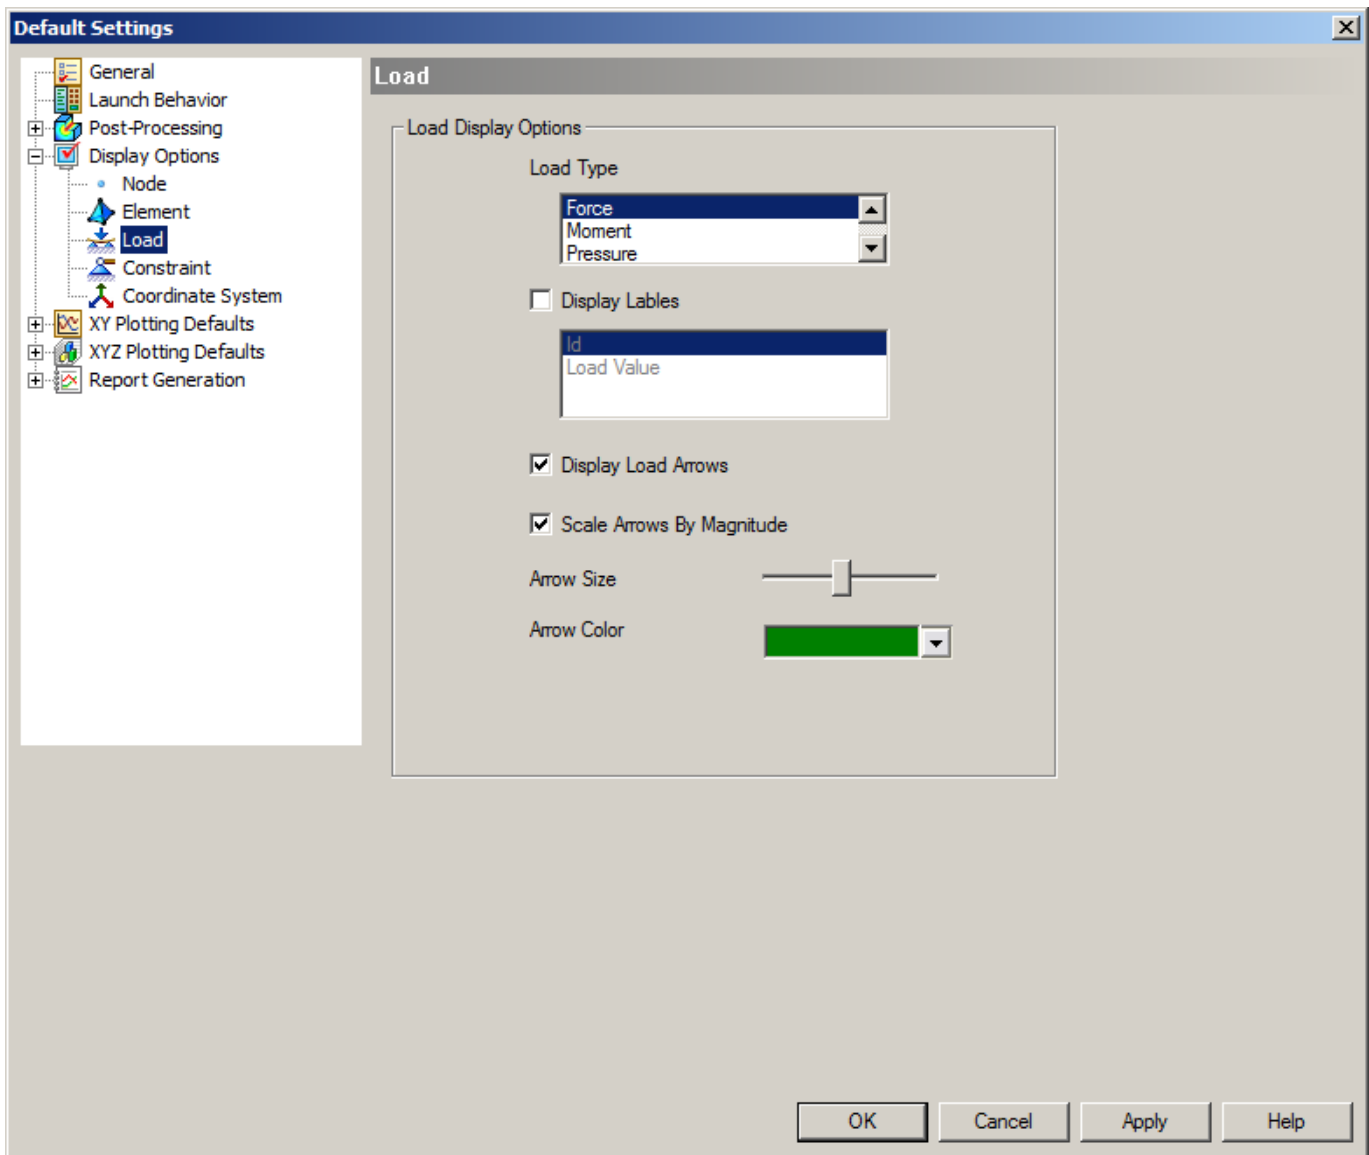 Default Settings
General
Launch Behavior
Post-Processing
Display Options
Node
Element
Load
Constraint
Coordinate System
XY Plotting Defaults
XYZ Plotting Defaults
Report Generation
Load
Load Display Options
Load Type
Force
Moment
Pressure
Display Lables
Id
Load Value
Display Load Arrows
Scale Arrows By Magnitude
Arrow Size
Arrow Color
OK Cancel Apply Help